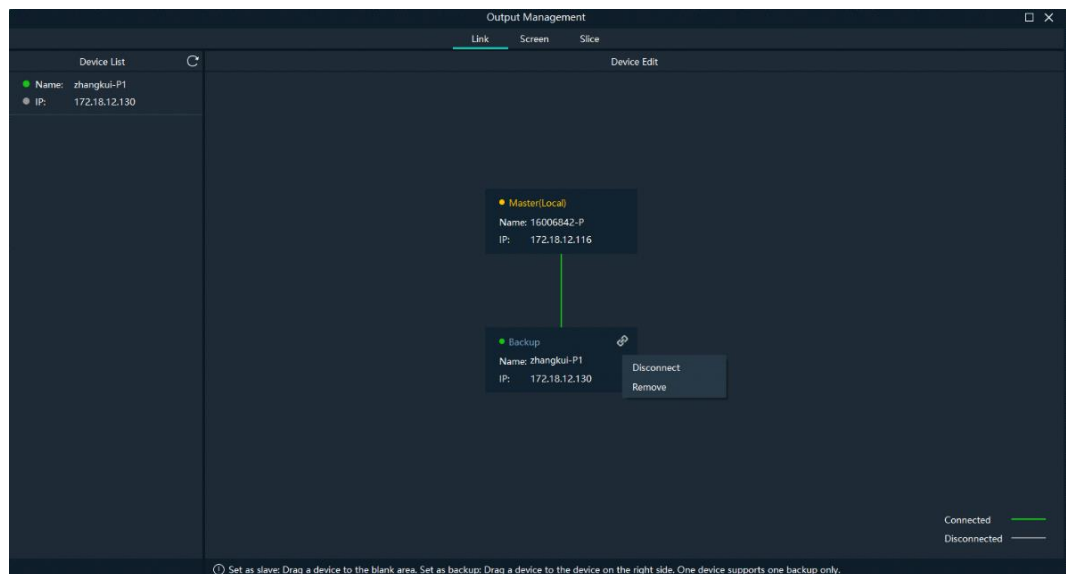 Output Management
Link Screen Slice
Device List
Device Edit
Name: zhangkui-P1
IP: 172.18.12.130
Master(Local)
Name: 16006842-P
IP: 172.18.12.116
Backup
Name: zhangkui-P1
IP: 172.18.12.130
Disconnect
Remove
Connected
Disconnected
Set as slave: Drag a device to the blank area. Set as backup: Drag a device to the device on the right side. One device supports one backup only.